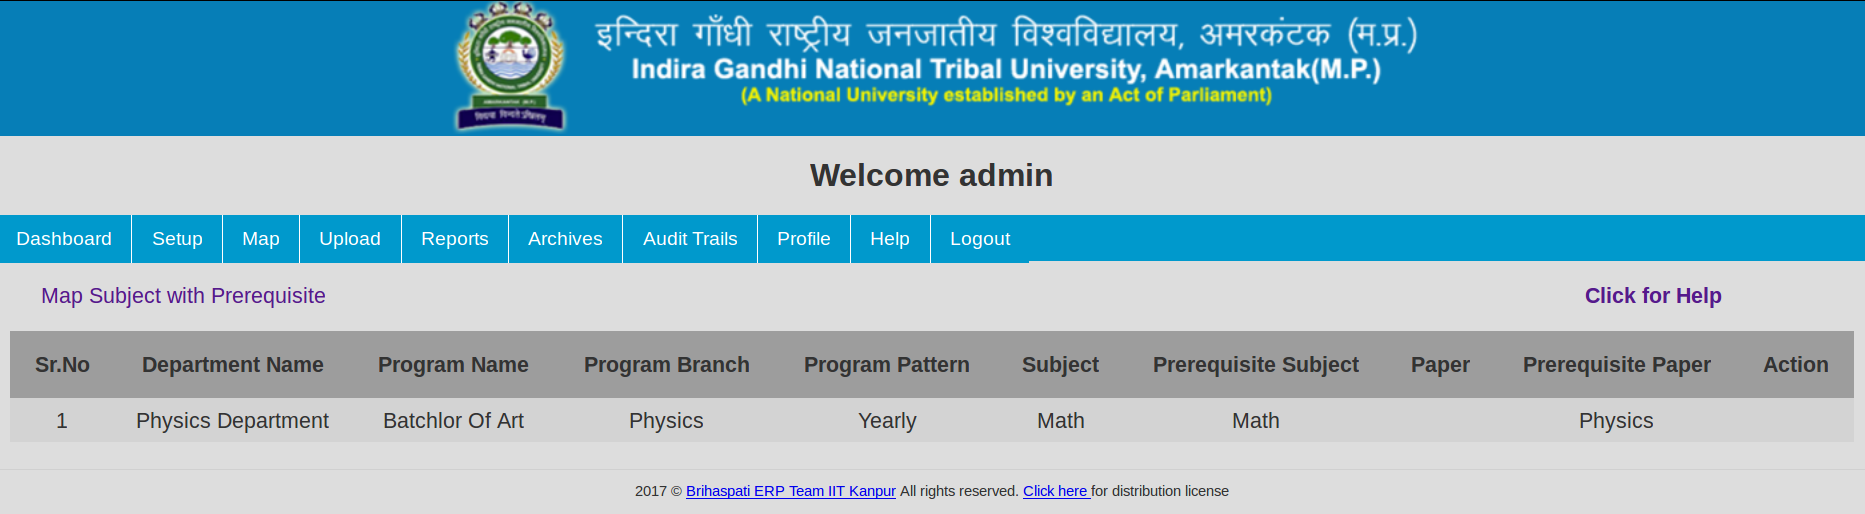 इन्दिरा गाँधी राष्ट्रीय जनजातीय विश्वविद्यालय, अमरकंटक (म.प्र.)
Indira Gandhi National Tribal University, Amarkantak(M.P.)
(A National University established by an Act of Parliament)
AMARKANTAK (M.P.)
Welcome admin
Dashboard Setup Map Upload Reports Archives Audit Trails Profile Help Logout
Map Subject with Prerequisite Click for Help
Sr.No Department Name Program Name Program Branch Program Pattern Subject Prerequisite Subject Paper Prerequisite Paper Action
1 Physics Department Batchlor Of Art Physics Yearly Math Math Physics
2017 © Brihaspati ERP Team IIT Kanpur All rights reserved. Click here for distribution license